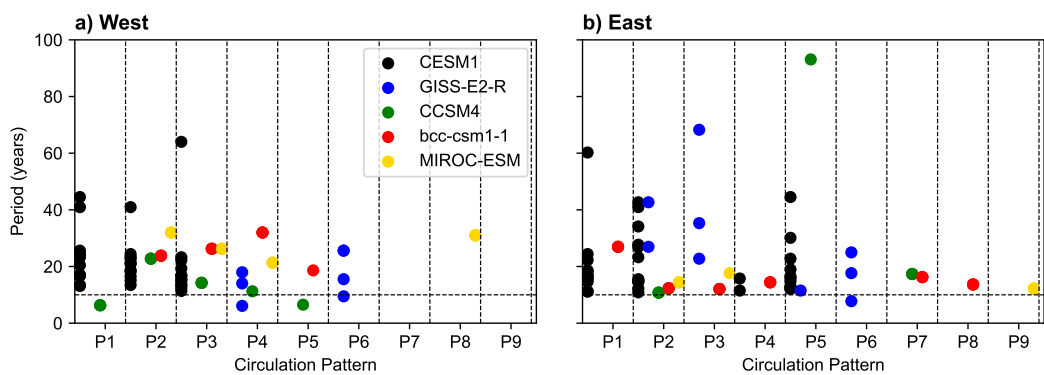 a) West
b) East
100
80
60
40
20
0
Period (years)
CESM1
GISS-E2-R
CCSM4
bcc-csm1-1
MIROC-ESM
P1 P2 P3 P4 P5 P6 P7 P8 P9
P1 P2 P3 P4 P5 P6 P7 P8 P9
Circulation Pattern
Circulation Pattern